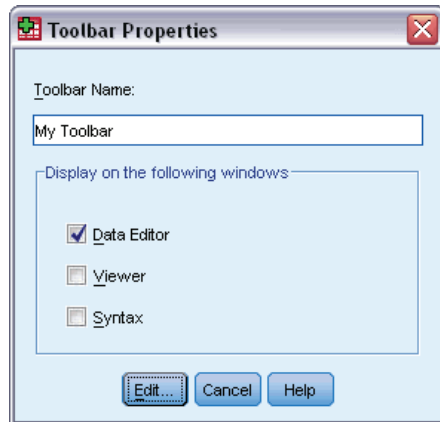 Toolbar Properties
Toolbar Name:
My Toolbar
Display on the following windows
Data Editor
Viewer
Syntax
Edit... Cancel Help